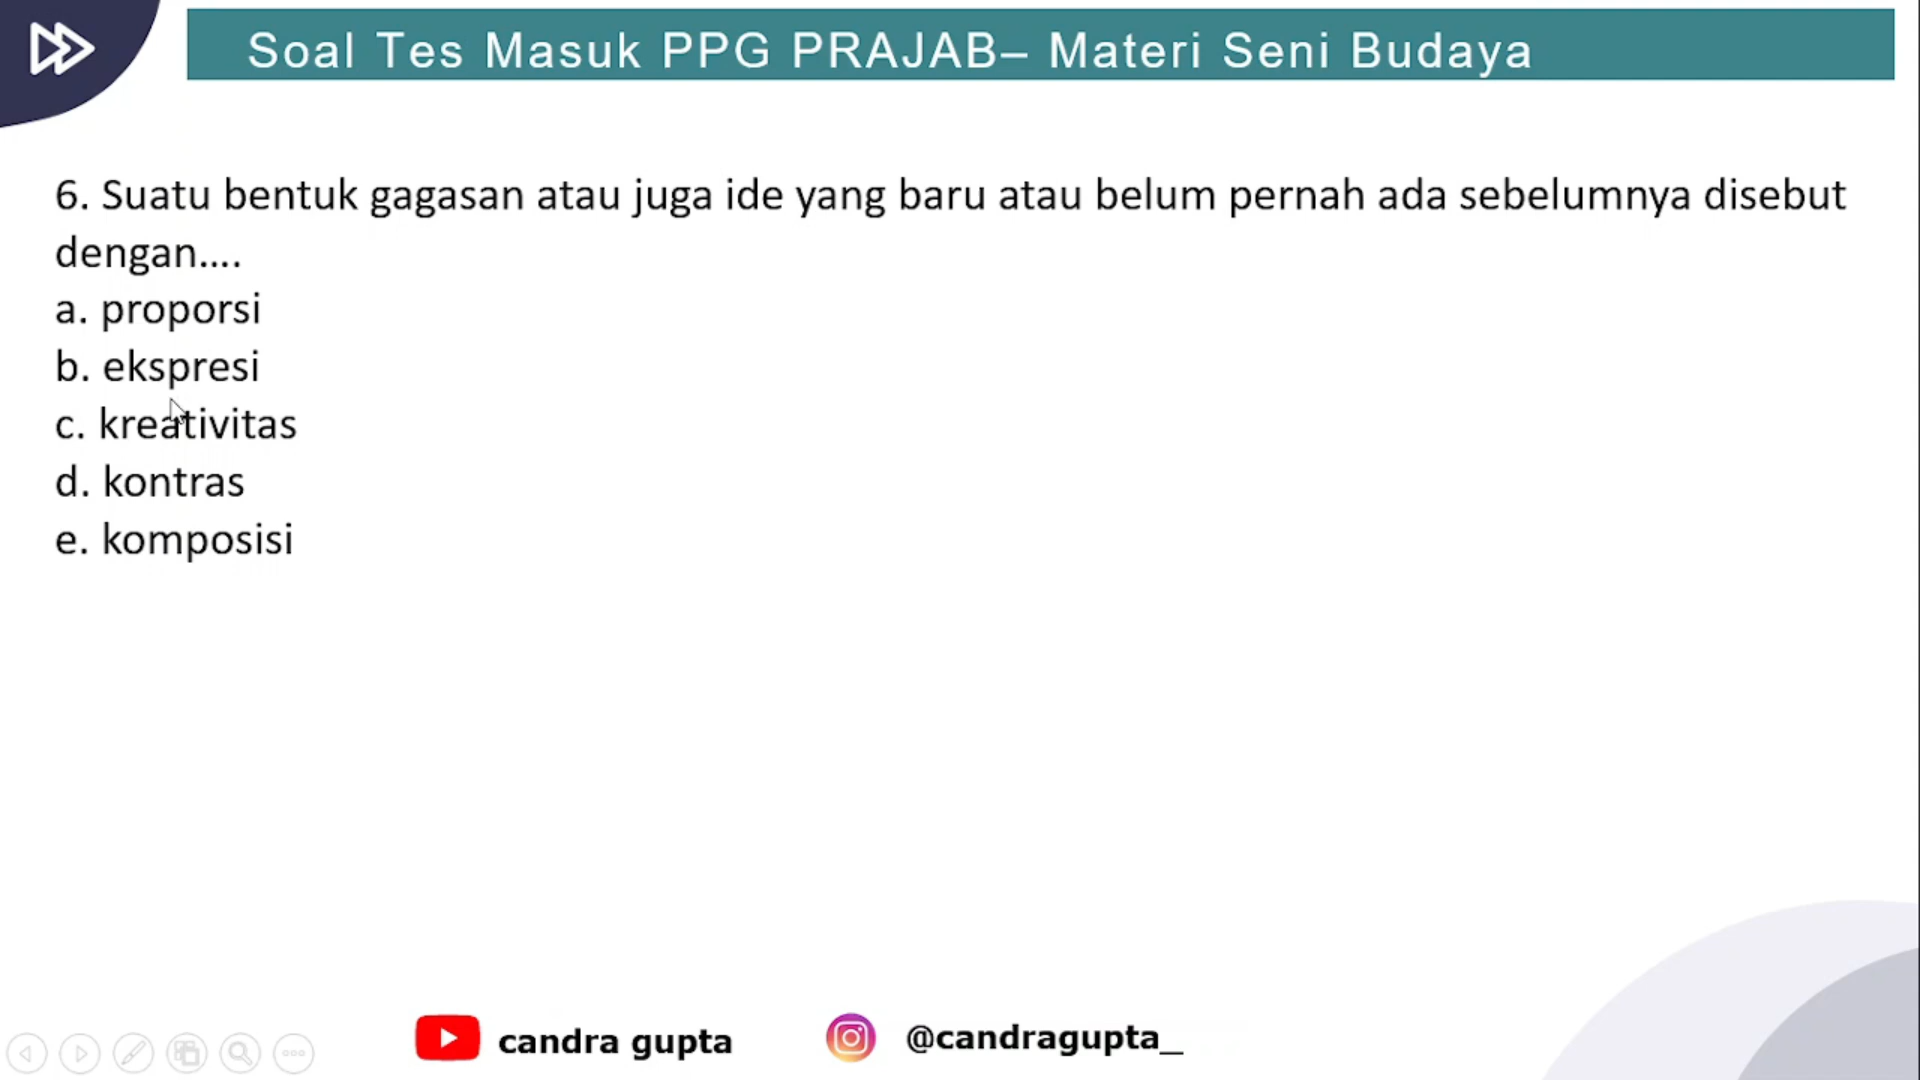 Soal Tes Masuk PPG PRAJAB– Materi Seni Budaya
6. Suatu bentuk gagasan atau juga ide yang baru atau belum pernah ada sebelumnya disebut
dengan....
a. proporsi
b. ekspresi
c. kreativitas
d. kontras
e. komposisi
candra gupta
@candragupta_